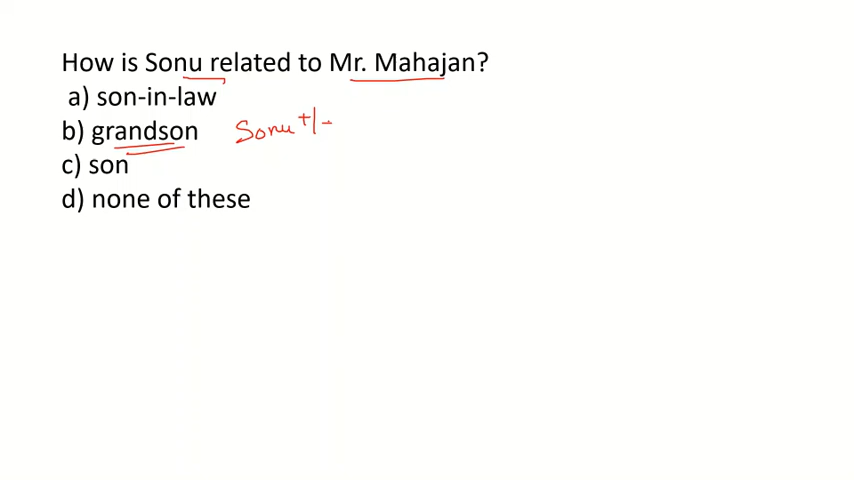 How is Sonu related to Mr. Mahajan?
a) son-in-law
b) grandson Sonu +/-
c) son
d) none of these